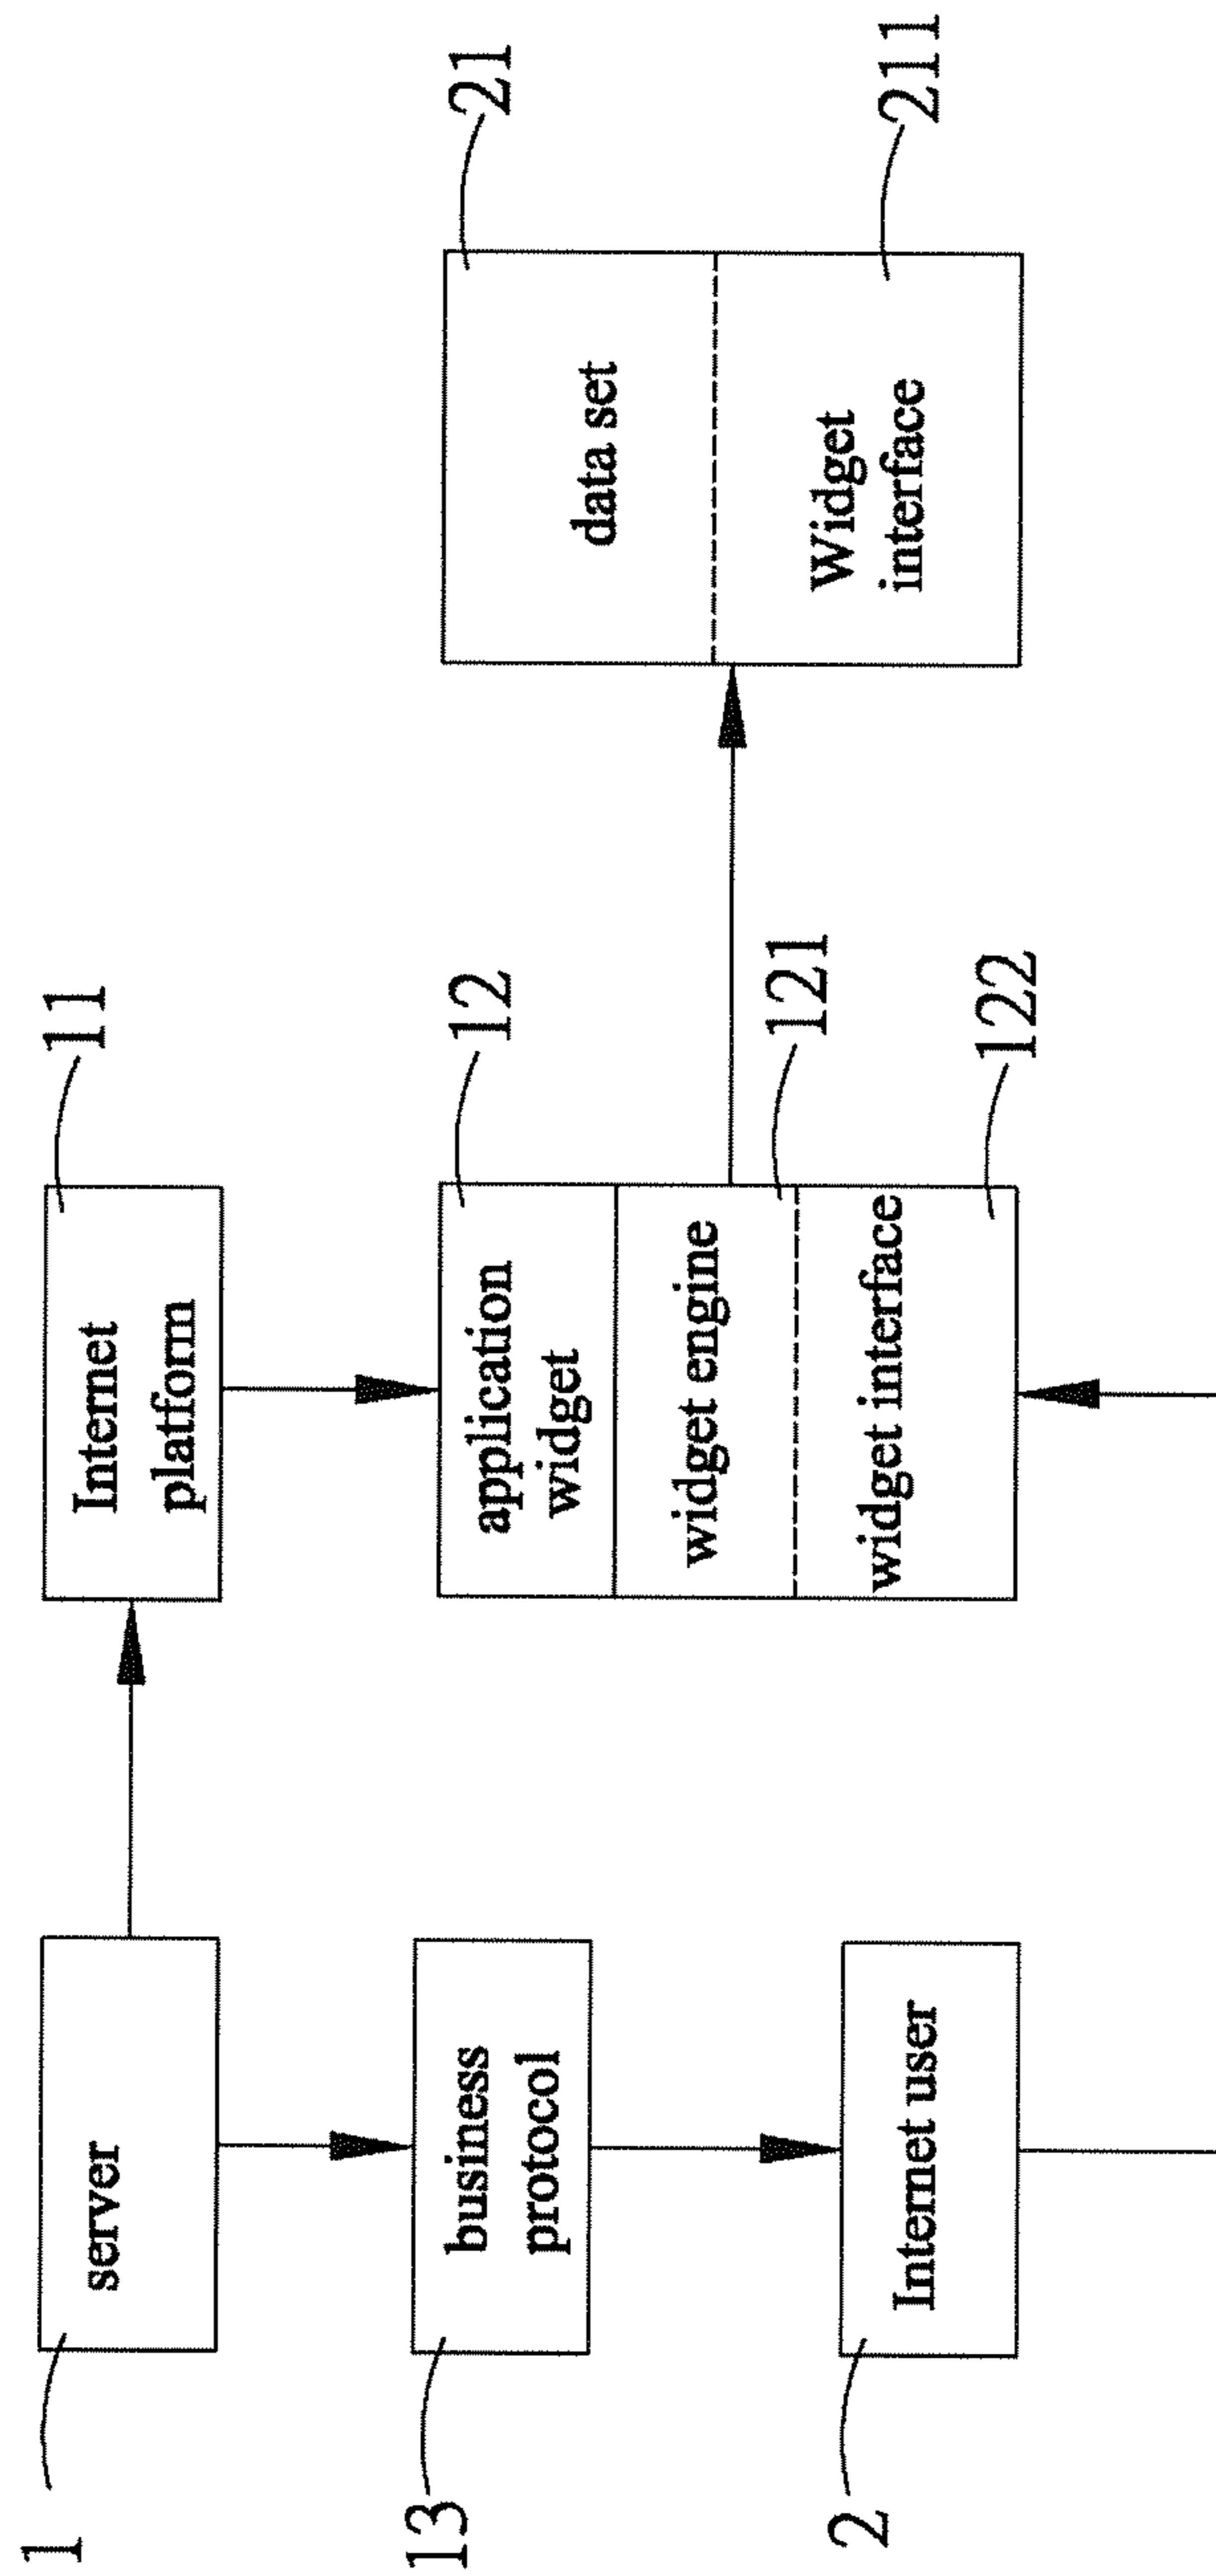 1
server
11
Internet
platform
13
business
protocol
12
application
widget
121
widget engine
122
widget interface
21
data set
211
Widget
interface
2
Internet user